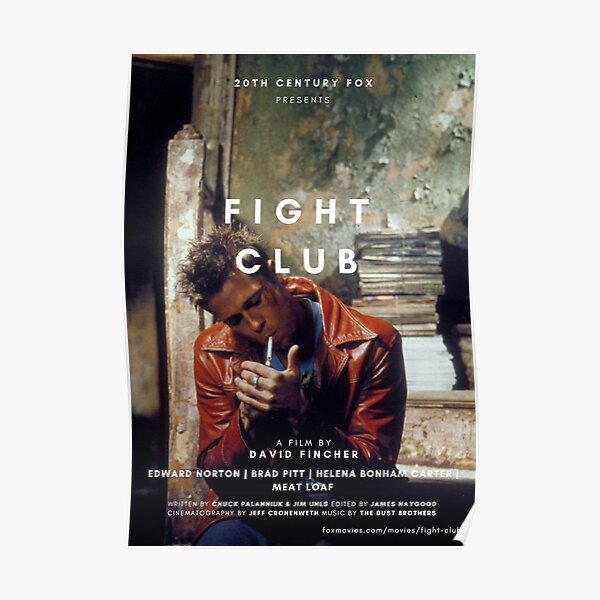 20TH CENTURY FOX
PRESENTS
FIGHT
CLUB
A FILM BY
DAVID FINCHER
EDWARD NORTON | BRAD PITT | HELENA BONHAM CARTER |
MEAT LOAF
WRITTEN BY CHUCK PALAHNIUK & JIM UHLS EDITED BY JAMES HAYGOOD
CINEMATOGRAPHY BY JEFF CRONENWETH MUSIC BY THE DUST BROTHERS
foxmovies.com/movies/fight-club